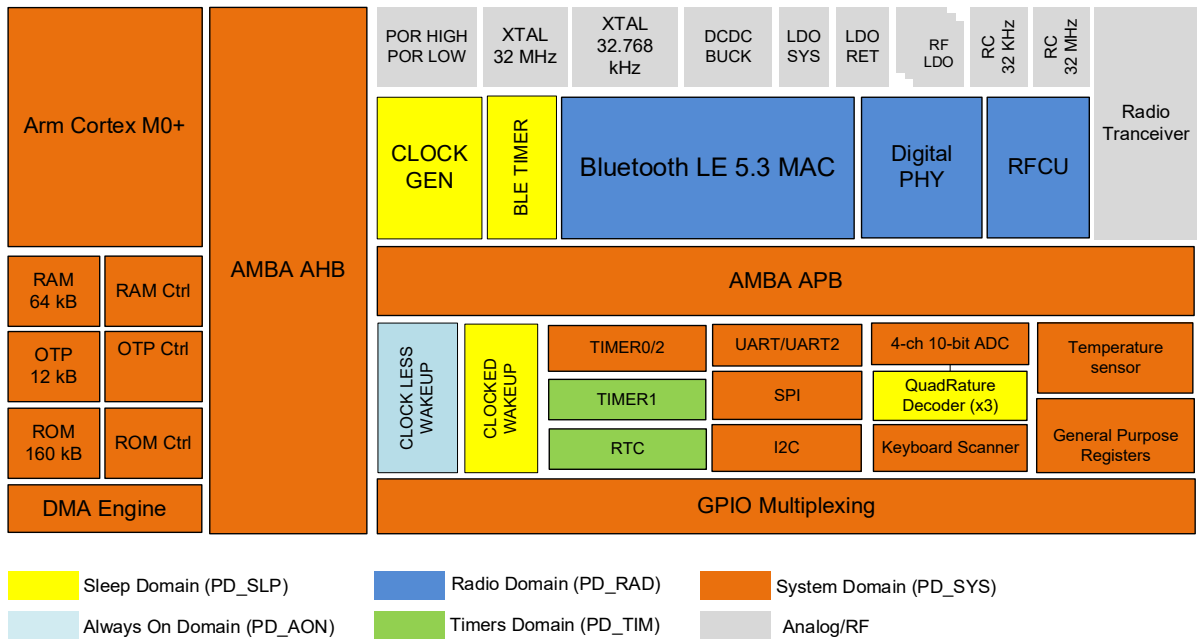 Arm Cortex M0+
RAM
64 kB
RAM Ctrl
OTP
12 kB
OTP Ctrl
ROM
160 kB
ROM Ctrl
DMA Engine
AMBA AHB
POR HIGH
POR LOW
XTAL
32 MHz
XTAL
32.768
kHz
DCDC
BUCK
LDO
SYS
LDO
RET
RF
LDO
RC
32 KHz
RC
32 MHz
Radio
Tranceiver
CLOCK
GEN
BLE TIMER
Bluetooth LE 5.3 MAC
Digital
PHY
RFCU
AMBA APB
CLOCK LESS
WAKEUP
CLOCKED
WAKEUP
TIMER0/2
TIMER1
RTC
UART/UART2
SPI
I2C
4-ch 10-bit ADC
QuadRature
Decoder (x3)
Keyboard Scanner
Temperature
sensor
General Purpose
Registers
GPIO Multiplexing
Sleep Domain (PD_SLP)
Radio Domain (PD_RAD)
System Domain (PD_SYS)
Always On Domain (PD_AON)
Timers Domain (PD_TIM)
Analog/RF